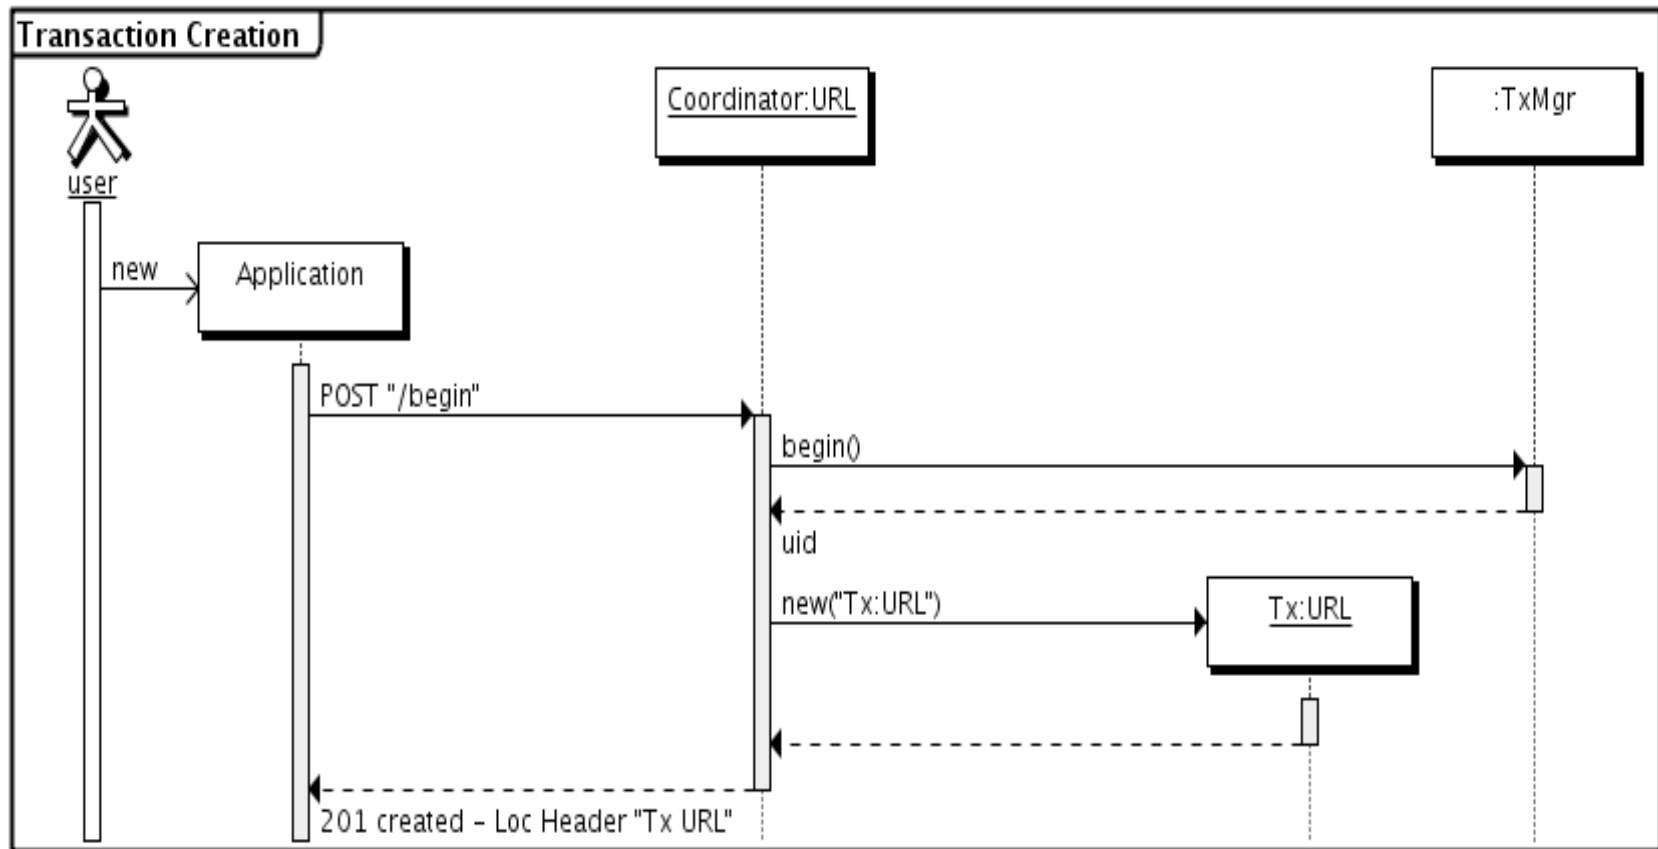 Transaction Creation
Coordinator:URL
:TxMgr
user
new
Application
POST "/begin"
begin()
uid
new("Tx:URL")
Tx:URL
201 created – Loc Header "Tx URL"